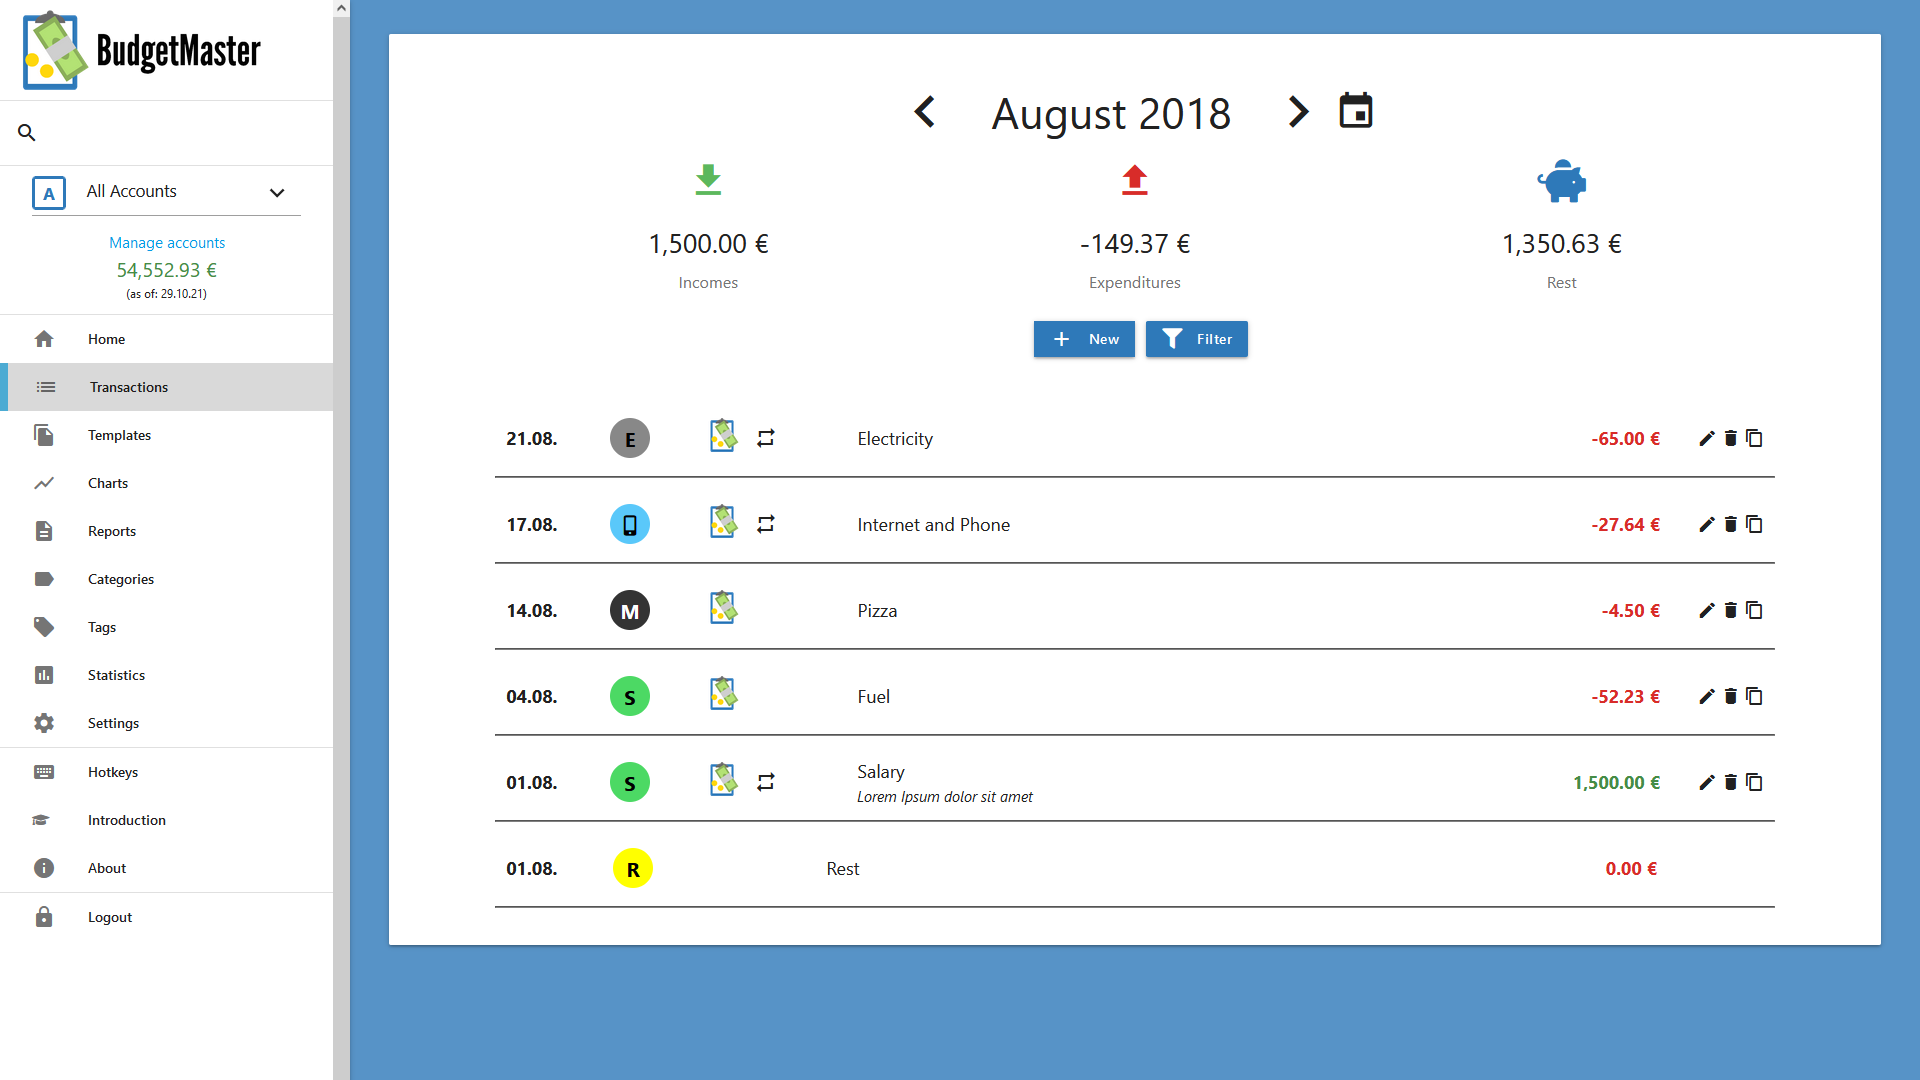 BudgetMaster
A All Accounts
Manage accounts
54,552.93 €
(as of: 29.10.21)
Home
Transactions
Templates
Charts
Reports
Categories
Tags
Statistics
Settings
Hotkeys
Introduction
About
Logout
August 2018
1,500.00 € -149.37 € 1,350.63 €
Incomes Expenditures Rest
New Filter
21.08. E Electricity -65.00 €
17.08. Internet and Phone -27.64 €
14.08. M Pizza -4.50 €
04.08. S Fuel -52.23 €
01.08. S Salary 1,500.00 €
Lorem Ipsum dolor sit amet
01.08. R Rest 0.00 €